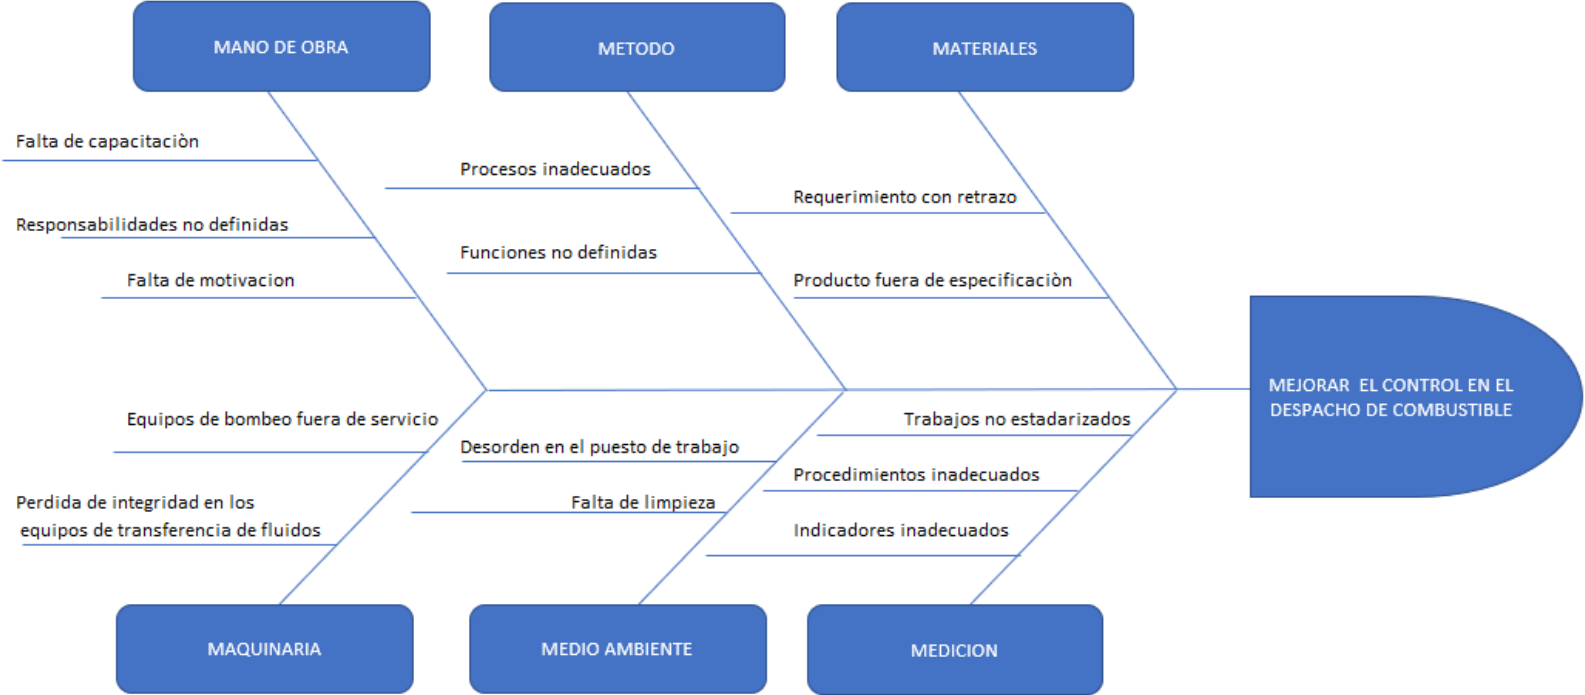 MANO DE OBRA
METODO
MATERIALES
Falta de capacitaciòn
Responsabilidades no definidas
Falta de motivacion
Procesos inadecuados
Funciones no definidas
Requerimiento con retrazo
Producto fuera de especificaciòn
MEJORAR EL CONTROL EN EL
DESPACHO DE COMBUSTIBLE
Equipos de bombeo fuera de servicio
Perdida de integridad en los
equipos de transferencia de fluidos
Desorden en el puesto de trabajo
Falta de limpieza
Trabajos no estadarizados
Procedimientos inadecuados
Indicadores inadecuados
MAQUINARIA
MEDIO AMBIENTE
MEDICION